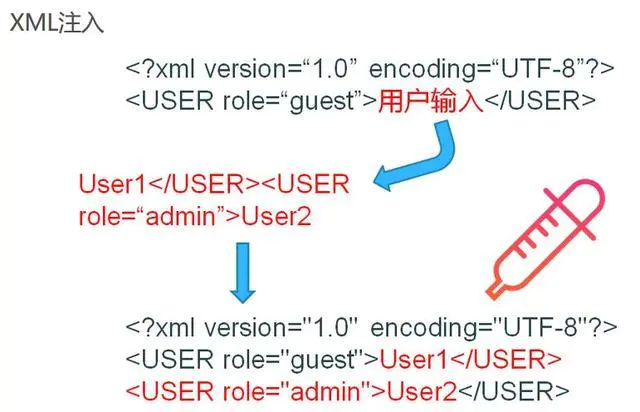 XML注入
<?xml version=“1.0” encoding=“UTF-8”?>
<USER role=“guest”>用户输入</USER>
User1</USER><USER
role=“admin”>User2
<?xml version="1.0" encoding="UTF-8"?>
<USER role="guest">User1</USER>
<USER role="admin">User2</USER>